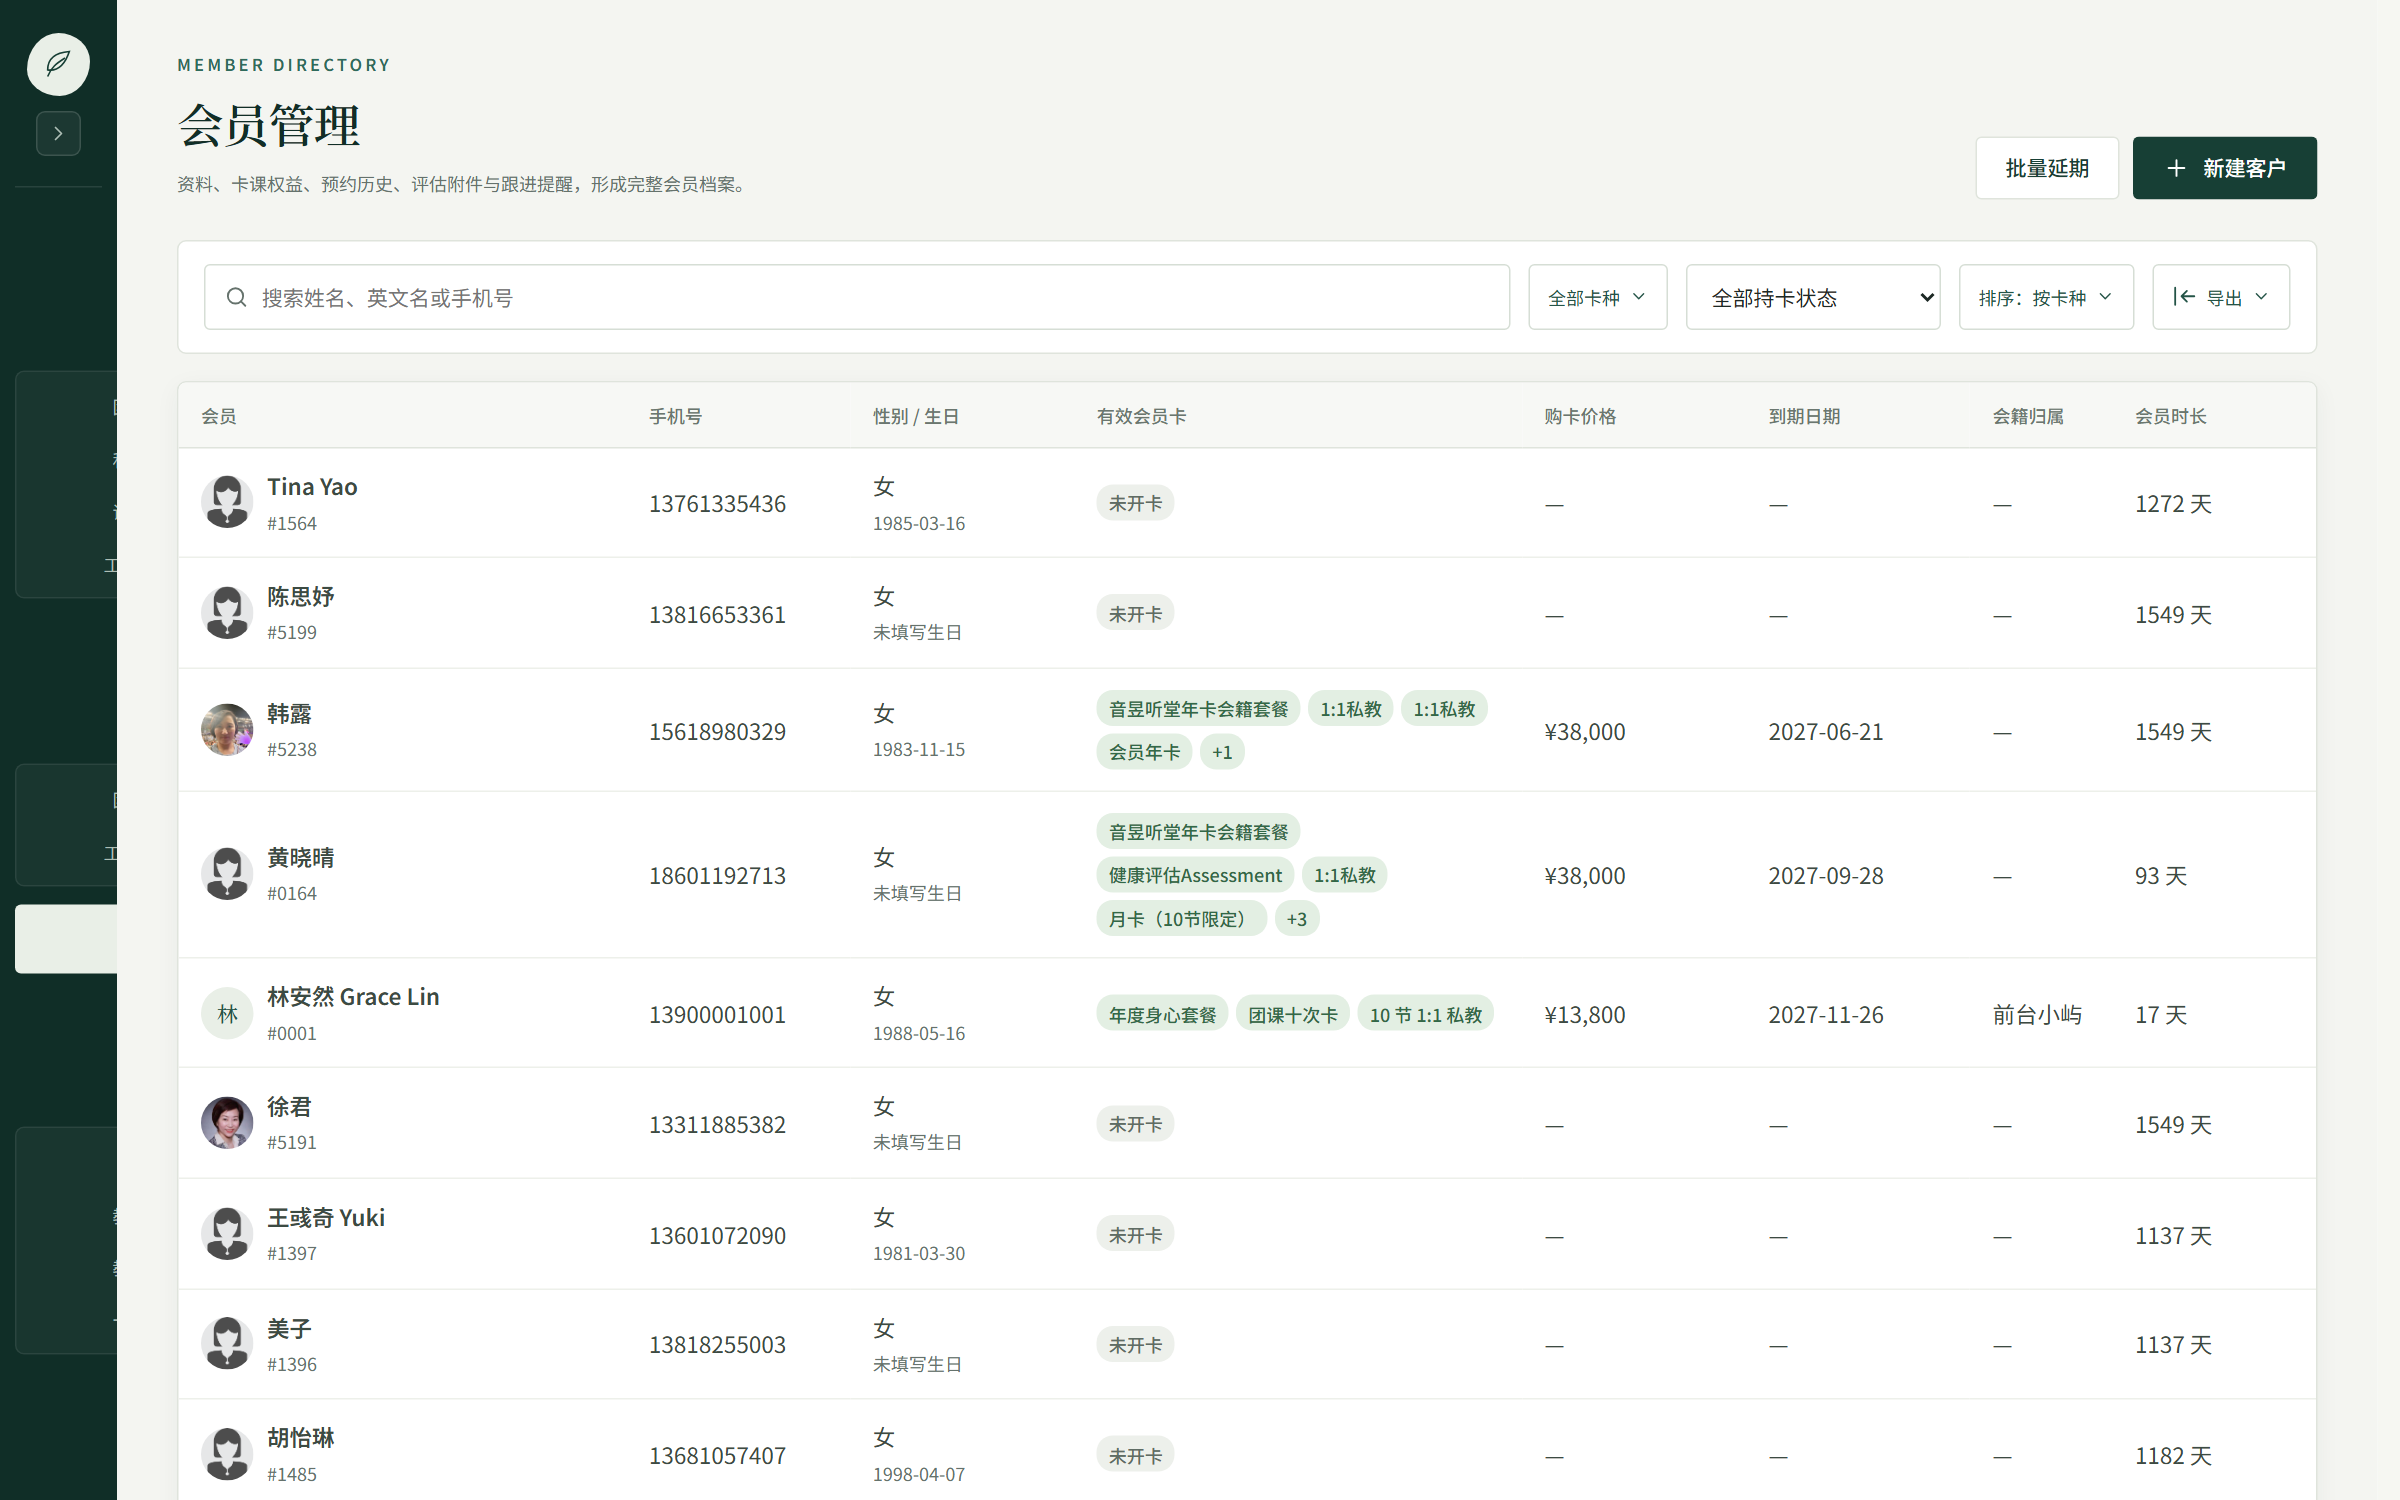 MEMBER DIRECTORY
会员管理
资料、卡课权益、预约历史、评估附件与跟进提醒，形成完整会员档案。
批量延期
新建客户
搜索姓名、英文名或手机号
全部卡种
全部持卡状态
排序：按卡种
导出
会员 手机号 性别 / 生日 有效会员卡 购卡价格 到期日期 会籍归属 会员时长
Tina Yao
#1564
13761335436
女
1985-03-16
未开卡
—
—
—
1272 天
陈思妤
#5199
13816653361
女
未填写生日
未开卡
—
—
—
1549 天
韩露
#5238
15618980329
女
1983-11-15
音昱听堂年卡会籍套餐 1:1私教 1:1私教
会员年卡 +1
¥38,000
2027-06-21
—
1549 天
黄晓晴
#0164
18601192713
女
未填写生日
音昱听堂年卡会籍套餐
健康评估Assessment 1:1私教
月卡（10节限定） +3
¥38,000
2027-09-28
—
93 天
林
林安然 Grace Lin
#0001
13900001001
女
1988-05-16
年度身心套餐 团课十次卡 10 节 1:1 私教
¥13,800
2027-11-26
前台小屿
17 天
徐君
#5191
13311885382
女
未填写生日
未开卡
—
—
—
1549 天
王彧奇 Yuki
#1397
13601072090
女
1981-03-30
未开卡
—
—
—
1137 天
美子
#1396
13818255003
女
未填写生日
未开卡
—
—
—
1137 天
胡怡琳
#1485
13681057407
女
1998-04-07
未开卡
—
—
—
1182 天